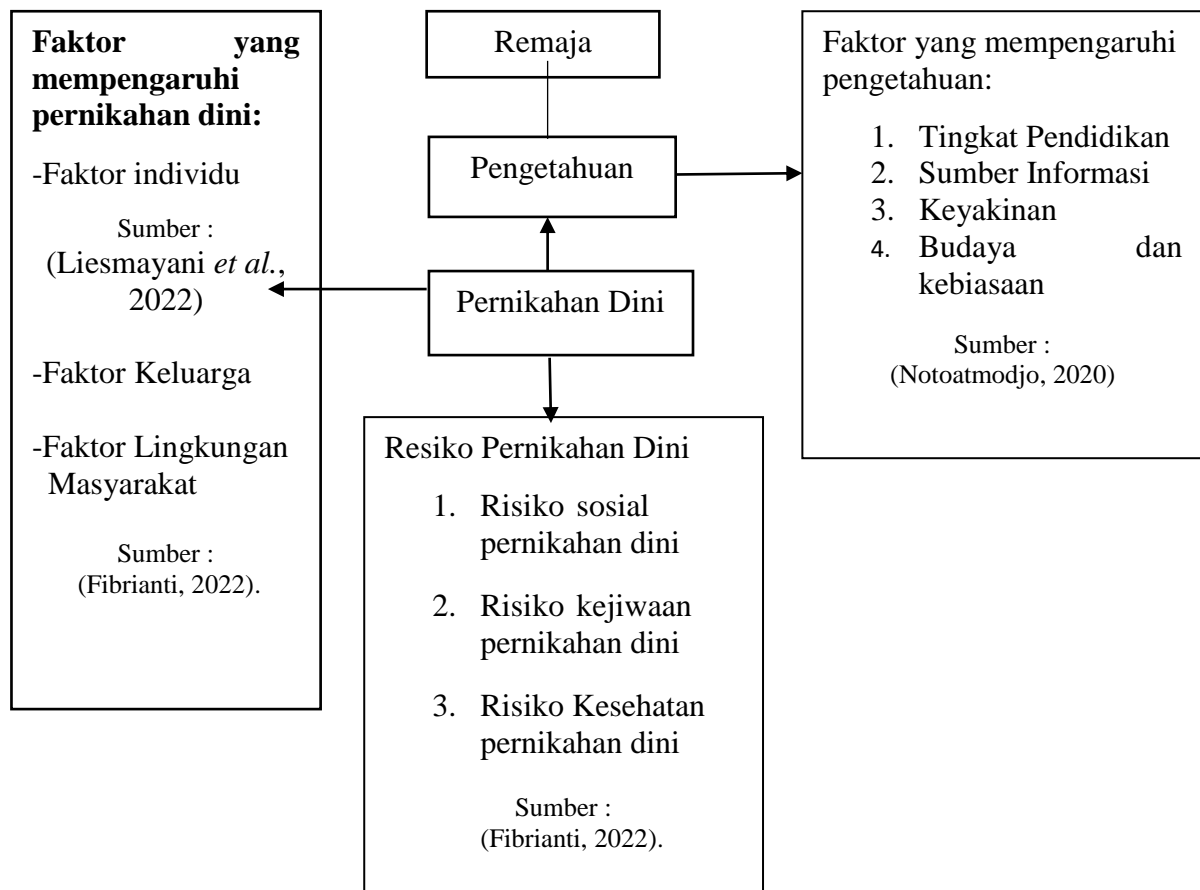 Faktor yang
mempengaruhi
pernikahan dini:
-Faktor individu
Sumber :
(Liesmayani et al.,
2022)
-Faktor Keluarga
-Faktor Lingkungan
Masyarakat
Sumber :
(Fibrianti, 2022).
Remaja
Pengetahuan
Pernikahan Dini
Resiko Pernikahan Dini
1. Risiko sosial
pernikahan dini
2. Risiko kejiwaan
pernikahan dini
3. Risiko Kesehatan
pernikahan dini
Sumber :
(Fibrianti, 2022).
Faktor yang mempengaruhi
pengetahuan:
1. Tingkat Pendidikan
2. Sumber Informasi
3. Keyakinan
4. Budaya dan
kebiasaan
Sumber :
(Notoatmodjo, 2020)